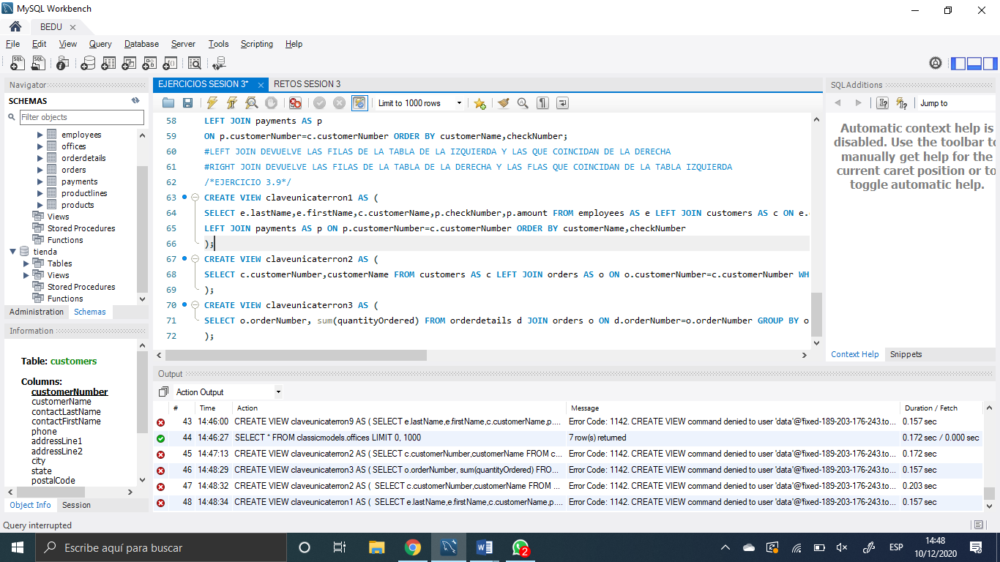 MySQL Workbench
BEDU
File Edit View Query Database Server Tools Scripting Help
Navigator
SCHEMAS
Filter objects
employees
offices
orderdetails
orders
payments
productlines
products
Views
Stored Procedures
Functions
tienda
Tables
Views
Stored Procedures
Functions
Administration Schemas
Information
Table: customers
Columns:
customerNumber
customerName
contactLastName
contactFirstName
phone
addressLine1
addressLine2
city
state
postalCode
Object Info Session
Query interrupted
EJERCICIOS SESION 3* RETOS SESION 3
Limit to 1000 rows
58 LEFT JOIN payments AS p
59 ON p.customerNumber=c.customerNumber ORDER BY customerName,checkNumber;
60 #LEFT JOIN DEVUELVE LAS FILAS DE LA TABLA DE LA IZQUIERDA Y LAS QUE COINCIDAN DE LA DERECHA
61 #RIGHT JOIN DEVUELVE LAS FILAS DE LA TABLA DE LA DERECHA Y LAS FLAS QUE COINCIDAN DE LA TABLA IZQUIERDA
62 /*EJERCICIO 3.9*/
63 CREATE VIEW claveunicaterron1 AS (
64 SELECT e.lastName,e.firstName,c.customerName,p.checkNumber,p.amount FROM employees AS e LEFT JOIN customers AS c ON e.
65 LEFT JOIN payments AS p ON p.customerNumber=c.customerNumber ORDER BY customerName,checkNumber
66 );
67 CREATE VIEW claveunicaterron2 AS (
68 SELECT c.customerNumber,customerName FROM customers AS c LEFT JOIN orders AS o ON o.customerNumber=c.customerNumber WH
69 );
70 CREATE VIEW claveunicaterron3 AS (
71 SELECT o.orderNumber, sum(quantityOrdered) FROM orderdetails d JOIN orders o ON d.orderNumber=o.orderNumber GROUP BY o
72 );
SQLAdditions
Jump to
Automatic context help is
disabled. Use the toolbar to
manually get help for the
current caret position or to
toggle automatic help.
Context Help Snippets
Output
Action Output
# Time Action Message Duration / Fetch
43 14:46:00 CREATE VIEW claveunicaterron9 AS ( SELECT e.lastName,e.firstName,c.customerName,p.... Error Code: 1142. CREATE VIEW command denied to user 'data'@'fixed-189-203-176-243.to... 0.157 sec
44 14:46:27 SELECT * FROM classicmodels.offices LIMIT 0, 1000 7 row(s) returned 0.172 sec / 0.000 sec
45 14:47:13 CREATE VIEW claveunicaterron2 AS ( SELECT c.customerNumber,customerName FROM c... Error Code: 1142. CREATE VIEW command denied to user 'data'@'fixed-189-203-176-243.to... 0.172 sec
46 14:48:29 CREATE VIEW claveunicaterron3 AS ( SELECT o.orderNumber, sum(quantityOrdered) FRO... Error Code: 1142. CREATE VIEW command denied to user 'data'@'fixed-189-203-176-243.to... 0.157 sec
47 14:48:32 CREATE VIEW claveunicaterron2 AS ( SELECT c.customerNumber,customerName FROM ... Error Code: 1142. CREATE VIEW command denied to user 'data'@'fixed-189-203-176-243.to... 0.203 sec
48 14:48:34 CREATE VIEW claveunicaterron1 AS ( SELECT e.lastName,e.firstName,c.customerName,p.... Error Code: 1142. CREATE VIEW command denied to user 'data'@'fixed-189-203-176-243.to... 0.157 sec
Escribe aquí para buscar
2
ESP
14:48
10/12/2020